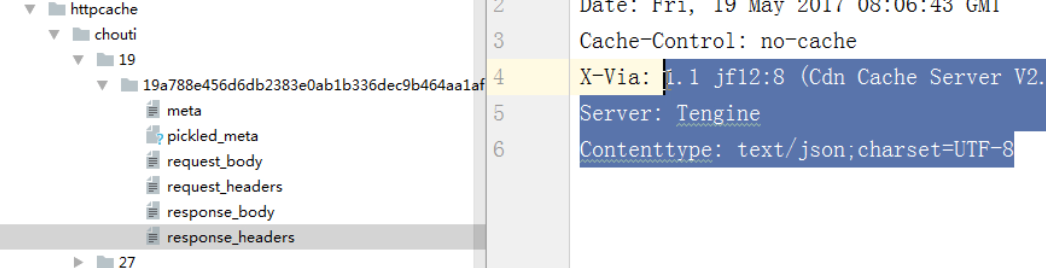 httpcache
chouti
19
19a788e456d6db2383e0ab1b336dec9b464aa1af
meta
pickled_meta
request_body
request_headers
response_body
response_headers
27
2 Date: Fri, 19 May 2017 08:06:43 GMT
3 Cache-Control: no-cache
4 X-Via: 1.1 jf12:8 (Cdn Cache Server V2.
5 Server: Tengine
6 Contenttype: text/json;charset=UTF-8